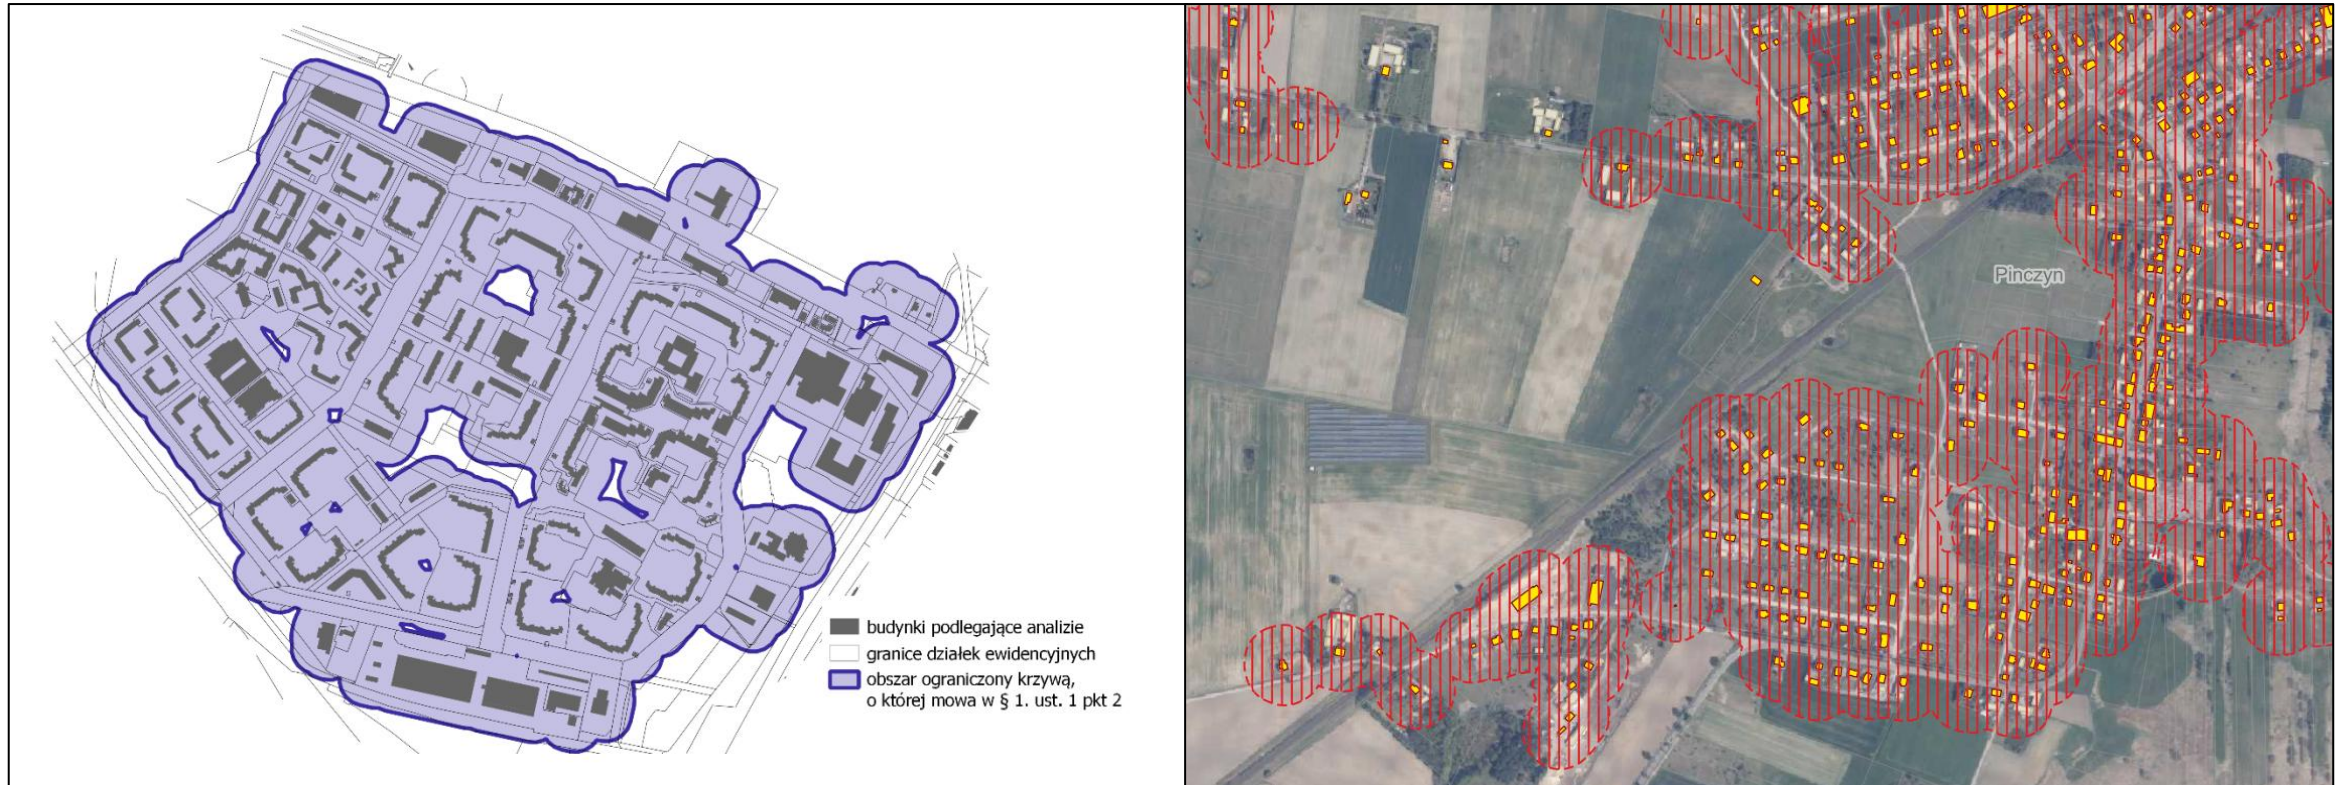 budynki podlegające analizie
granice działek ewidencyjnych
obszar ograniczony krzywą,
o której mowa w § 1. ust. 1 pkt 2
Pinczyn